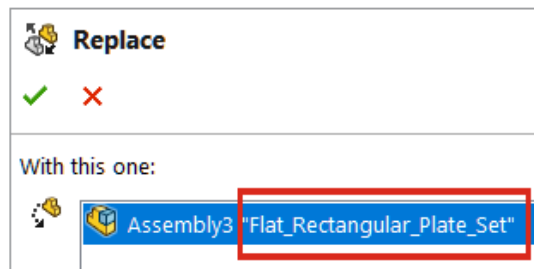 Replace
With this one:
Assembly3 "Flat_Rectangular_Plate_Set"